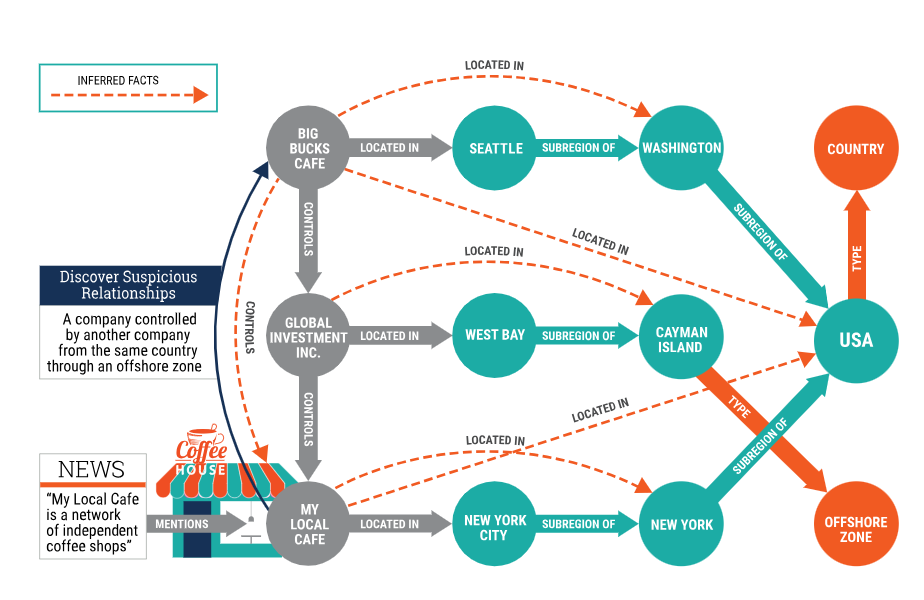 INFERRED FACTS
LOCATED IN
BIG
BUCKS
CAFE
LOCATED IN
SEATTLE
SUBREGION OF
WASHINGTON
COUNTRY
CONTROLS
LOCATED IN
SUBREGION OF
TYPE
Discover Suspicious
Relationships
A company controlled
by another company
from the same country
through an offshore zone
CONTROLS
LOCATED IN
GLOBAL
INVESTMENT
INC.
LOCATED IN
WEST BAY
SUBREGION OF
CAYMAN
ISLAND
USA
CONTROLS
LOCATED IN
TYPE
SUBREGION OF
Coffee
HOUSE
NEWS
“My Local Cafe
is a network
of independent
coffee shops”
MENTIONS
LOCATED IN
MY
LOCAL
CAFE
LOCATED IN
NEW YORK
CITY
SUBREGION OF
NEW YORK
OFFSHORE
ZONE